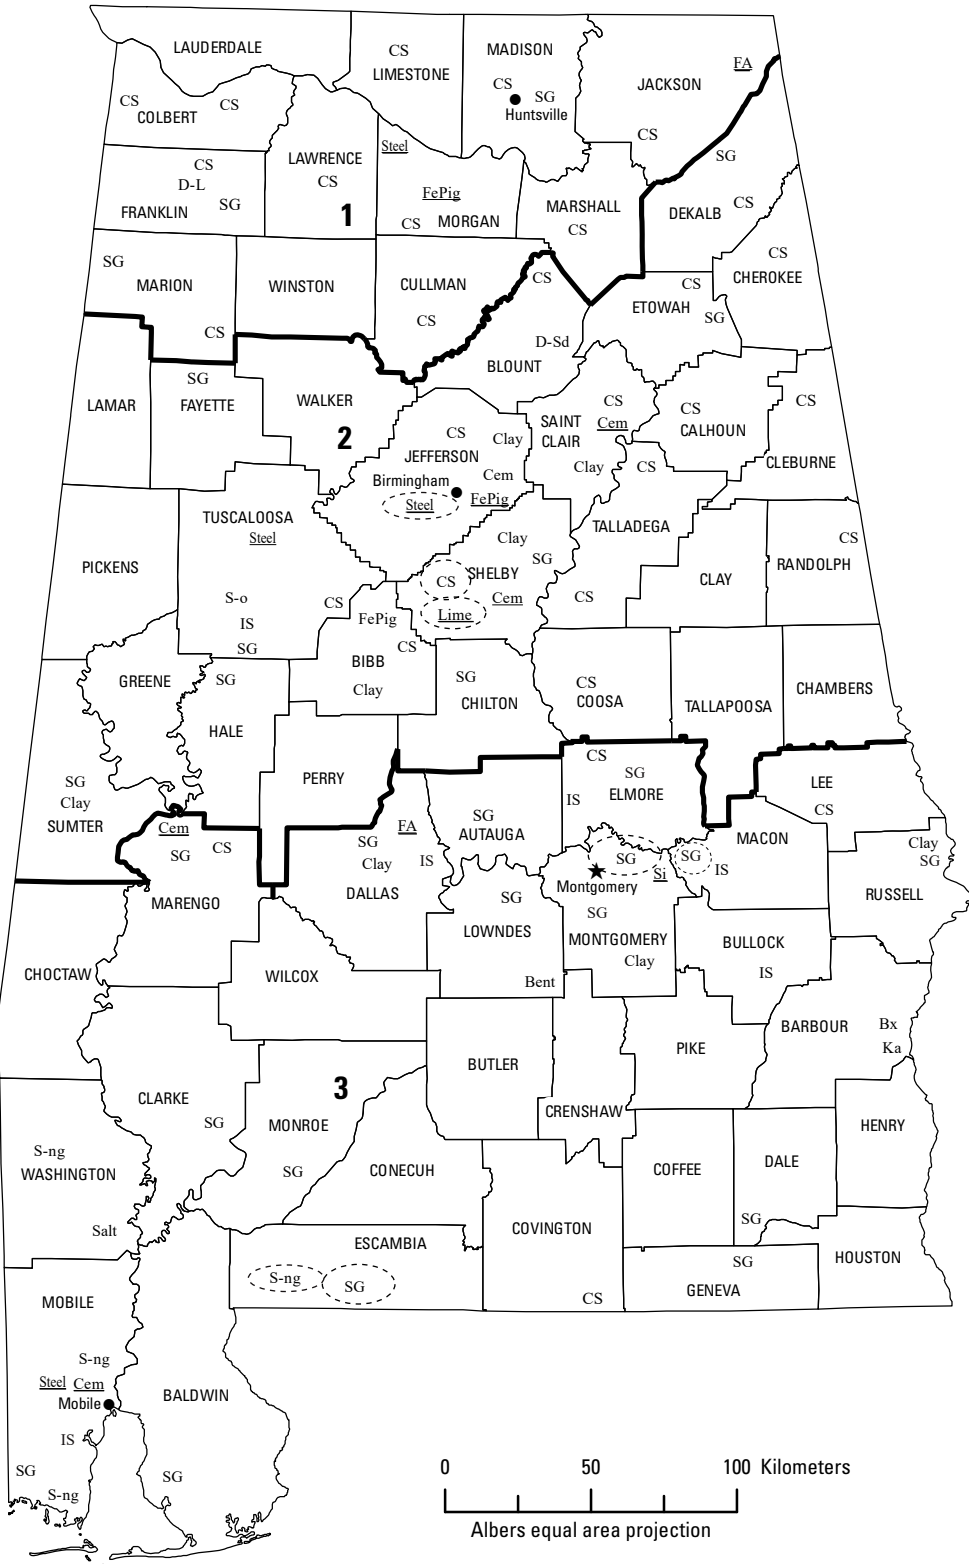 LAUDERDALE
CS
LIMESTONE
MADISON
CS
SG
Huntsville
JACKSON
FA
CS
CS
CS
COLBERT
Steel
LAWRENCE
CS
1
CS
D-L
FRANKLIN
SG
FePig
CS
MORGAN
MARSHALL
CS
SG
DEKALB
CS
SG
MARION
CS
WINSTON
CULLMAN
CS
CS
D-Sd
BLOUNT
CS
ETOWAH
SG
CS
CHEROKEE
LAMAR
SG
FAYETTE
WALKER
2
CS
Clay
JEFFERSON
Cem
Birmingham
FePig
Steel
CS
SAINT
CLAIR
Cem
Clay
CS
CALHOUN
CS
CLEBURNE
CS
TALLADEGA
CS
PICKENS
TUSCALOOSA
Steel
S-o
IS
SG
CS
Clay
SG
CS
SHELBY
Lime
Cem
CLAY
CS
RANDOLPH
FePig
CS
BIBB
Clay
GREENE
SG
HALE
SG
CHILTON
CS
COOSA
TALLAPOOSA
CHAMBERS
PERRY
SG
Clay
SUMTER
Cem
SG
CS
MARENGO
FA
SG
Clay
IS
DALLAS
SG
AUTAUGA
CS
SG
IS
ELMORE
LEE
CS
MACON
SG
IS
Clay
SG
RUSSELL
SG
Si
Montgomery
SG
MONTGOMERY
Clay
SG
LOWNDES
Bent
BULLOCK
IS
CHOCTAW
WILCOX
BARBOUR
Bx
Ka
BUTLER
PIKE
CLARKE
SG
3
MONROE
SG
CRENSHAW
HENRY
S-ng
WASHINGTON
Salt
CONECUH
COFFEE
DALE
SG
COVINGTON
CS
ESCAMBIA
S-ng
SG
SG
GENEVA
HOUSTON
MOBILE
S-ng
Steel Cem
Mobile
IS
SG
S-ng
BALDWIN
SG
0 50 100 Kilometers
Albers equal area projection